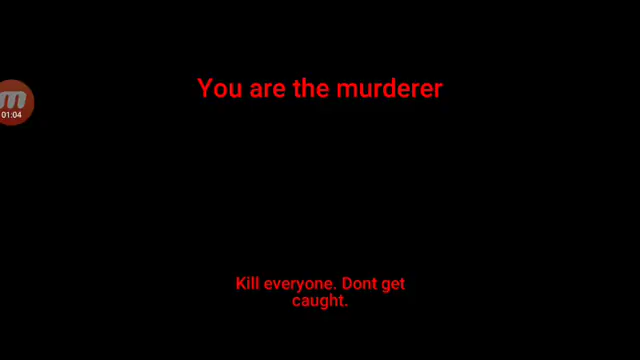 You are the murderer
M
01:04
Kill everyone. Dont get
caught.